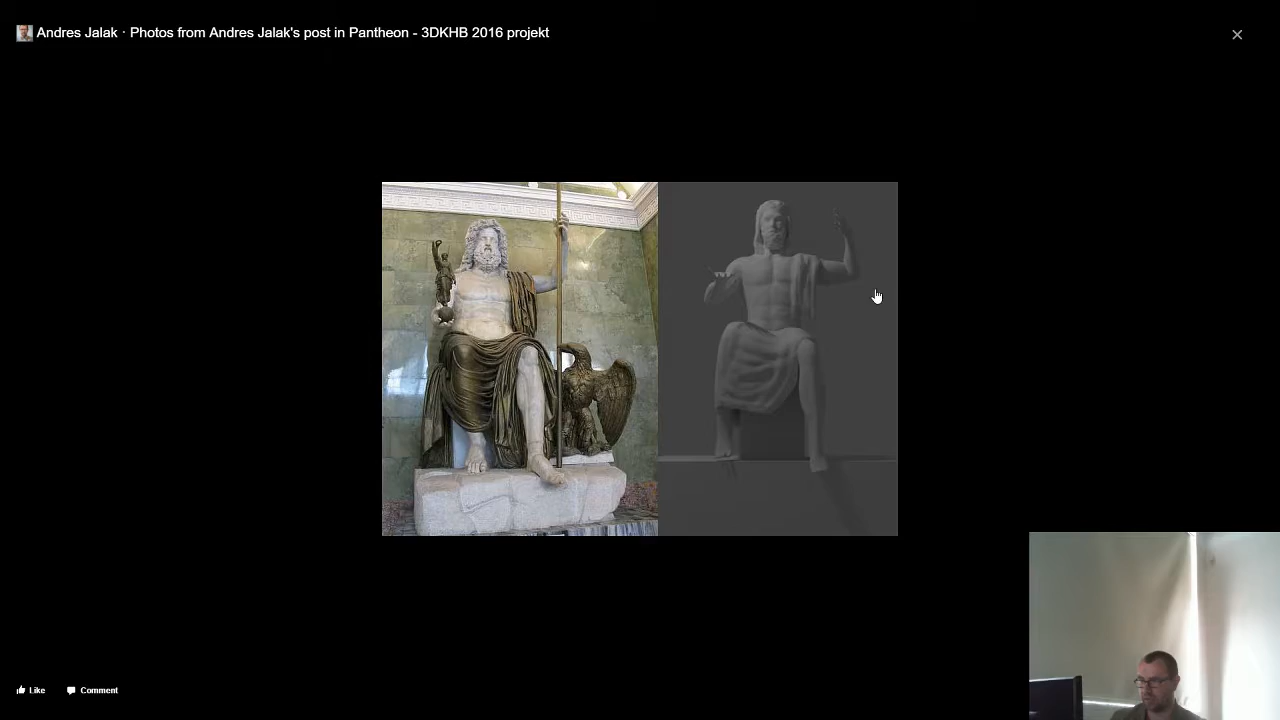 Andres Jalak · Photos from Andres Jalak's post in Pantheon - 3DKHB 2016 projekt
Like
Comment